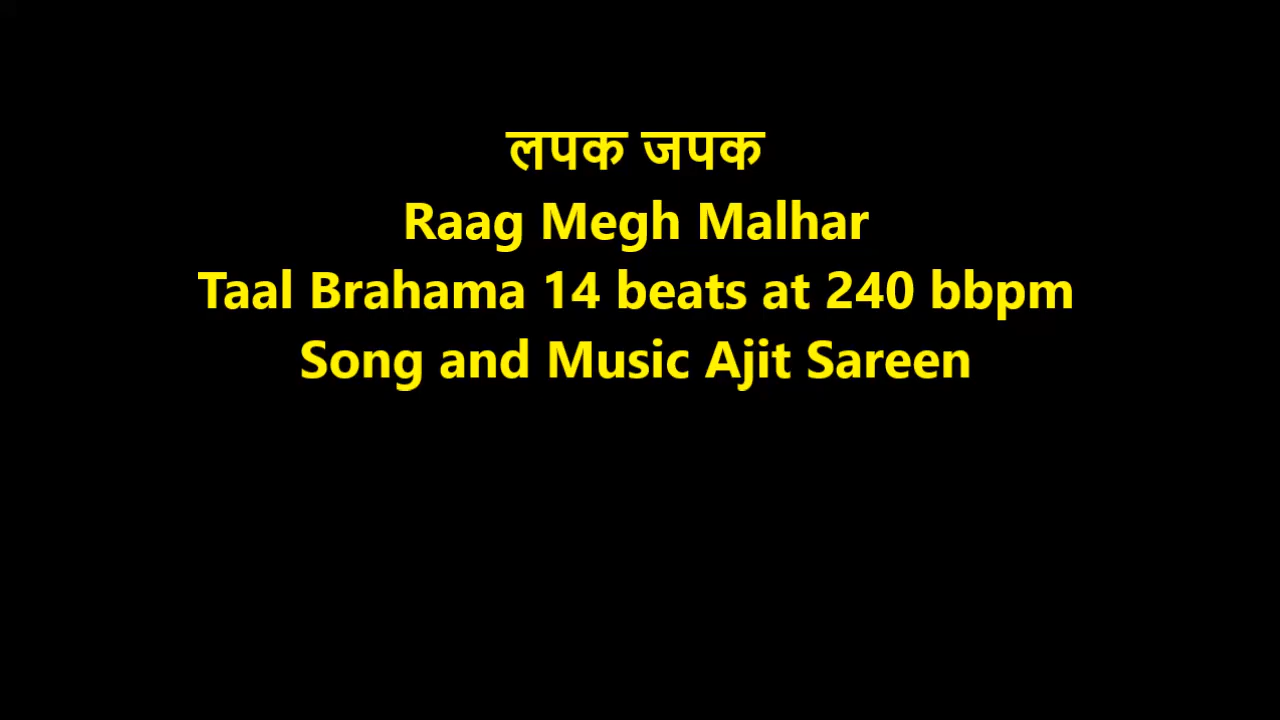 लपक जपक
Raag Megh Malhar
Taal Brahama 14 beats at 240 bbpm
Song and Music Ajit Sareen